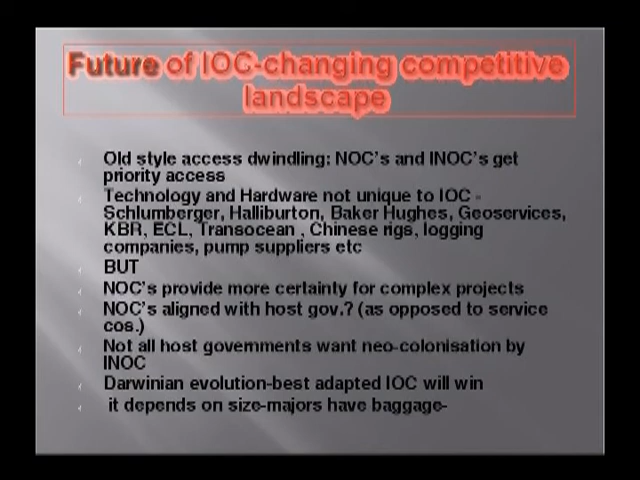 Future of IOC-changing competitive
landscape
Old style access dwindling: NOC's and INOC's get
priority access
Technology and Hardware not unique to IOC -
Schlumberger, Halliburton, Baker Hughes, Geoservices,
KBR, ECL, Transocean , Chinese rigs, logging
companies, pump suppliers etc
BUT
NOC's provide more certainty for complex projects
NOC's aligned with host gov.? (as opposed to service
cos.)
Not all host governments want neo-colonisation by
INOC
Darwinian evolution-best adapted IOC will win
it depends on size-majors have baggage-